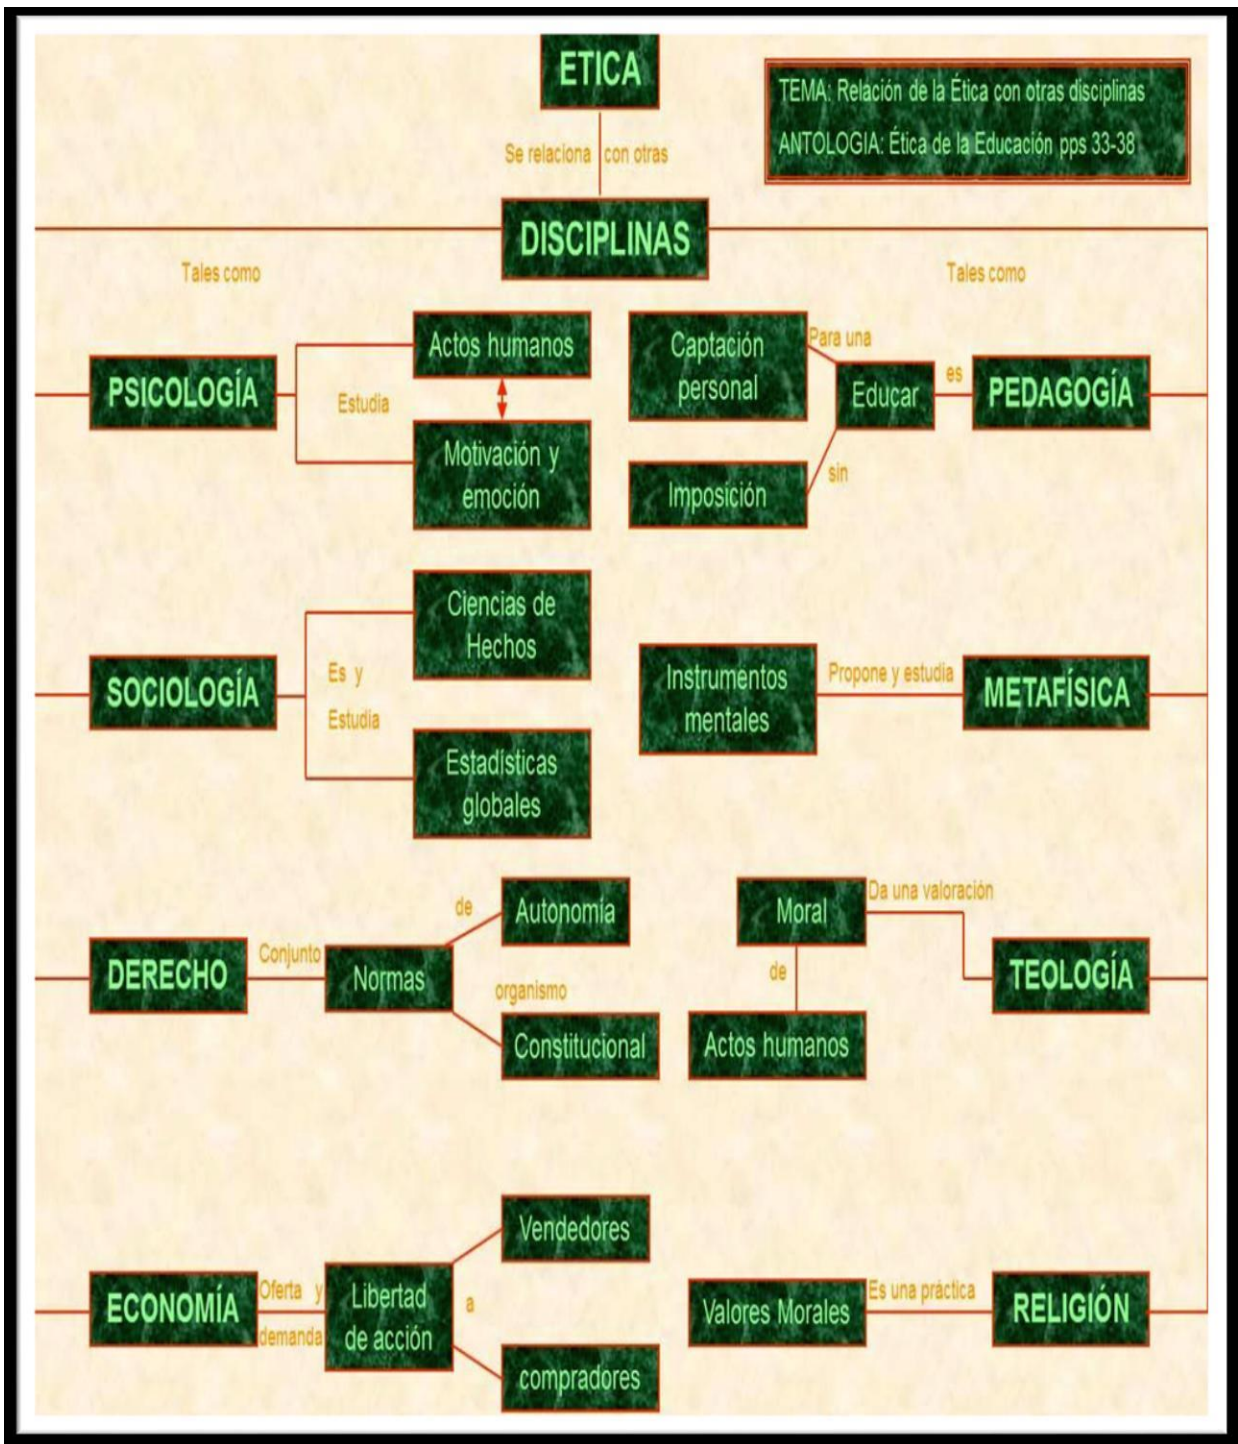 ETICA
TEMA: Relación de la Ética con otras disciplinas
ANTOLOGIA: Ética de la Educación pps 33-38
Se relaciona con otras
DISCIPLINAS
Tales como
Tales como
PSICOLOGÍA
Estudia
Actos humanos
Motivación y
emoción
Captación
personal
Para una
Educar
es
PEDAGOGÍA
sin
Imposición
SOCIOLOGÍA
Es y
Estudía
Ciencias de
Hechos
Estadísticas
globales
Instrumentos
mentales
Propone y estudia
METAFÍSICA
DERECHO
Conjunto
Normas
de
Autonomía
organismo
Constitucional
Moral
Da una valoración
de
Actos humanos
TEOLOGÍA
ECONOMÍA
Oferta y
demanda
Libertad
de acción
a
Vendedores
compradores
Valores Morales
Es una práctica
RELIGIÓN